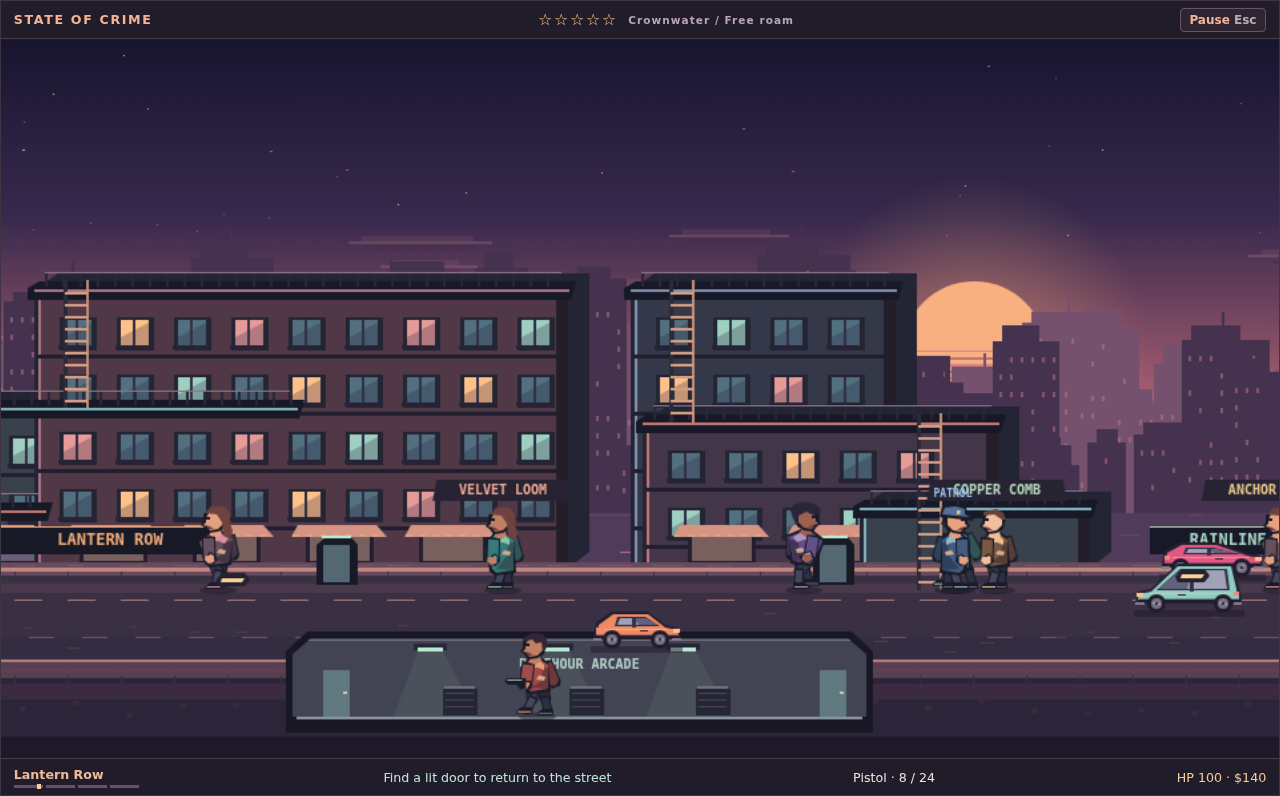 STATE OF CRIME
☆☆☆☆☆ Crownwater / Free roam
Pause Esc
VELVET LOOM
PATROL
COPPER COMB
ANCHOR
LANTERN ROW
RAINLINE
HOUR ARCADE
Lantern Row
Find a lit door to return to the street
Pistol · 8 / 24
HP 100 · $140